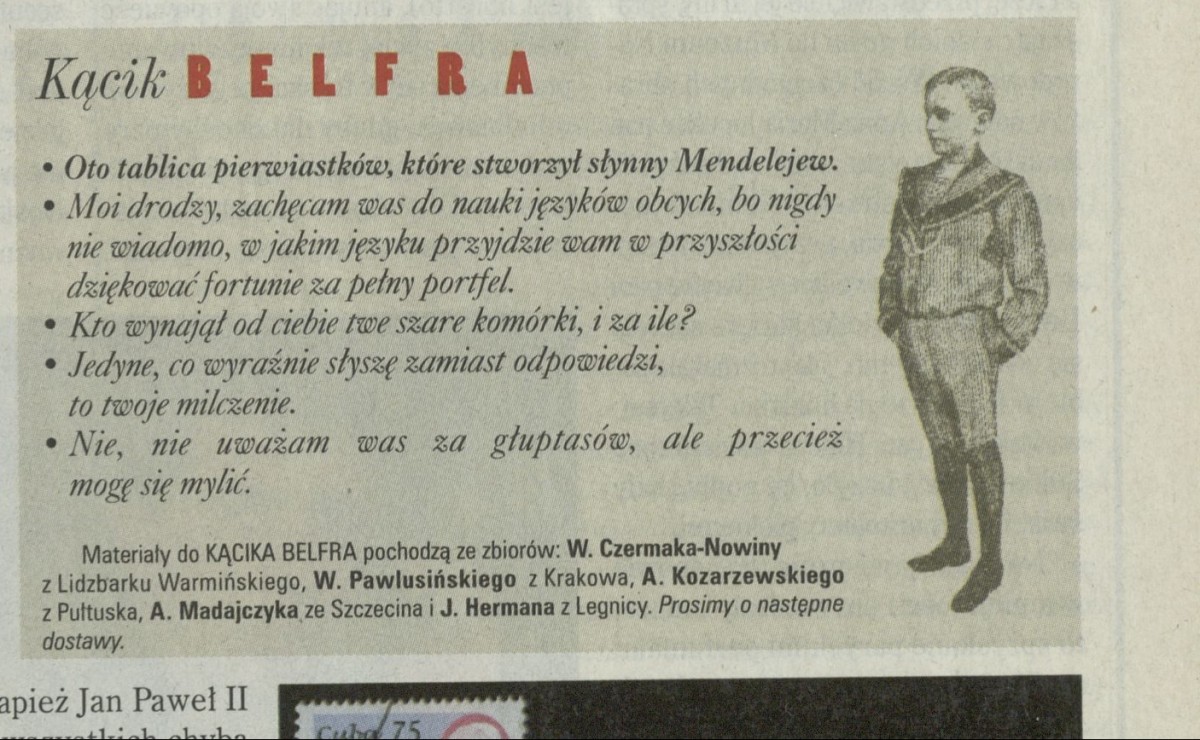 Kącik BELFRA
• Oto tablica pierwiastków, które stworzył słynny Mendelejew.
• Moi drodzy, zachęcam was do nauki języków obcych, bo nigdy
nie wiadomo, w jakim języku przyjdzie wam w przyszłości
dziękować fortunie za pełny portfel.
• Kto wynajął od ciebie twe szare komórki, i za ile?
• Jedyne, co wyraźnie słyszę zamiast odpowiedzi,
to twoje milczenie.
• Nie, nie uważam was za głuptasów, ale przecież
mogę się mylić.
Materiały do KĄCIKA BELFRA pochodzą ze zbiorów: W. Czermaka-Nowiny
z Lidzbarku Warmińskiego, W. Pawlusińskiego z Krakowa, A. Kozarzewskiego
z Pułtuska, A. Madajczyka ze Szczecina i J. Hermana z Legnicy. Prosimy o następne
dostawy.
apież Jan Paweł II
wszystkich chyba
Cuba 75